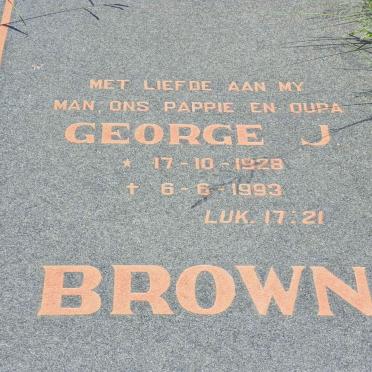 MET LIEFDE AAN MY
MAN, ONS PAPPIE EN OUPA
GEORGE J
* 17-10-1928
† 6-6-1993
LUK. 17:21
BROWN